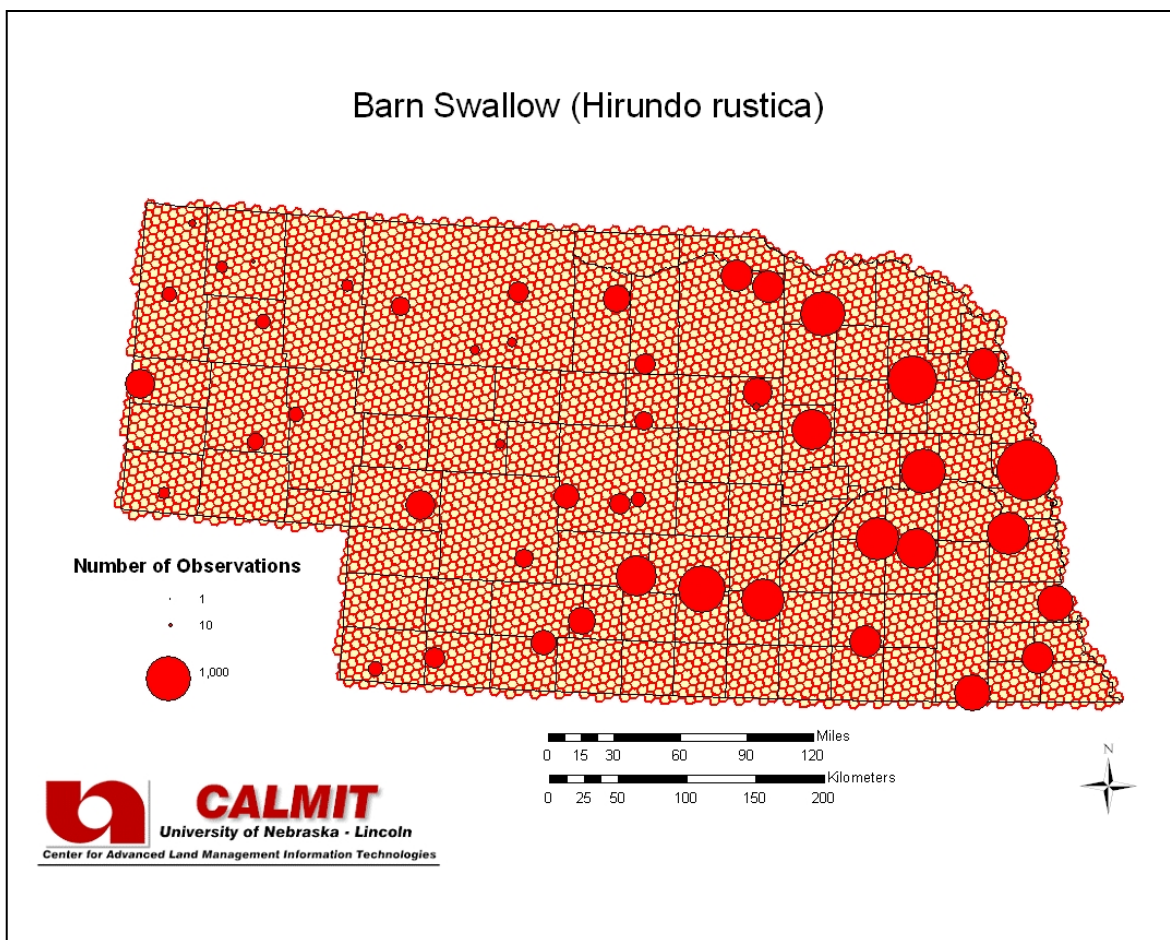 Barn Swallow (Hirundo rustica)
Number of Observations
1
10
1,000
Miles
0 15 30 60 90 120
Kilometers
0 25 50 100 150 200
N
CALMIT
University of Nebraska - Lincoln
Center for Advanced Land Management Information Technologies